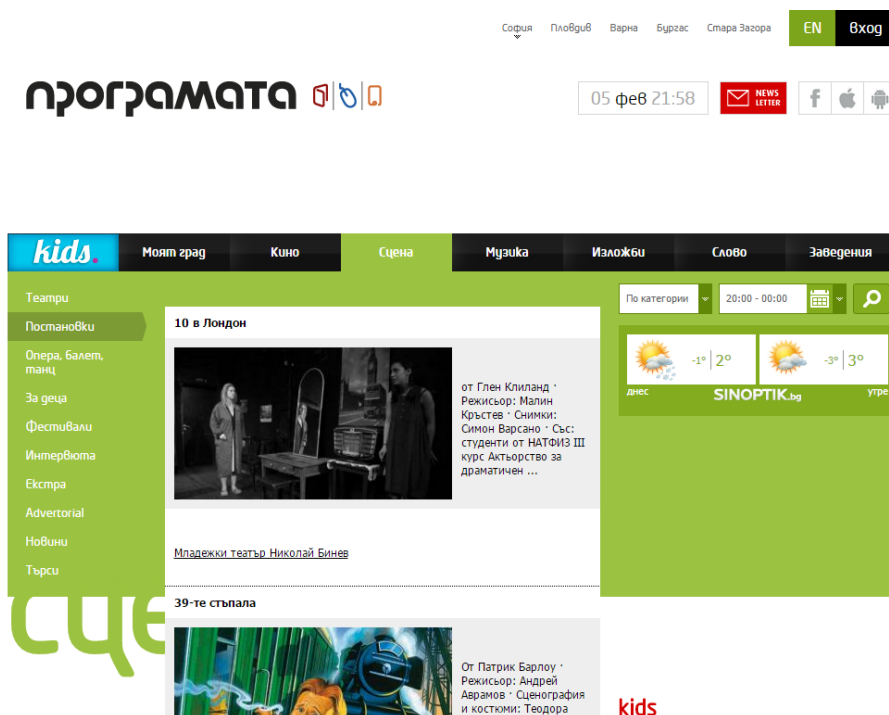 София Пловдив Варна Бургас Стара Загора EN Вход
програмата
05 фев 21:58 NEWS LETTER
kids. Моят град Кино Сцена Музика Изложби Слово Заведения
Театри
Постановки
Опера, балет, танц
За деца
Фестивали
Интервюта
Екстра
Advertorial
Новини
Търси
По категории 20:00 - 00:00
-1° 2° -3° 3°
днес SINOPTIK.bg утре
10 в Лондон
от Глен Клиланд ·
Режисьор: Малин
Кръстев · Снимки:
Симон Варсано · Със:
студенти от НАТФИЗ III
курс Актьорство за
драматичен ...
Младежки театър Николай Бинев
сце
39-те стъпала
От Патрик Барлоу ·
Режисьор: Андрей
Аврамов · Сценография
и костюми: Теодора
kids